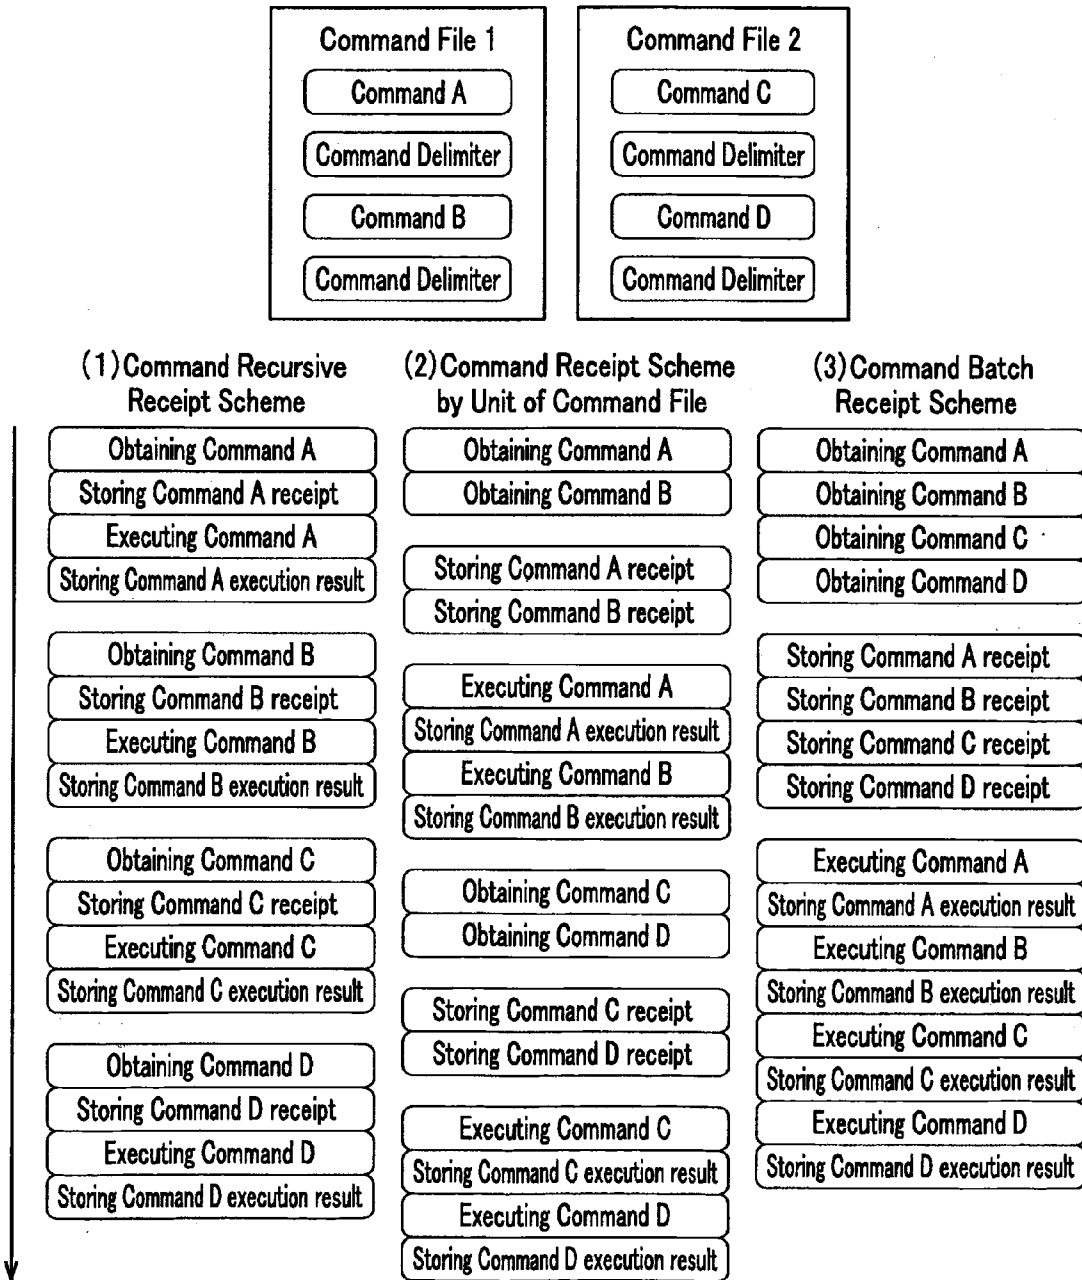 Command File 1
Command A
Command Delimiter
Command B
Command Delimiter
Command File 2
Command C
Command Delimiter
Command D
Command Delimiter
(1)Command Recursive
Receipt Scheme
Obtaining Command A
Storing Command A receipt
Executing Command A
Storing Command A execution result
Obtaining Command B
Storing Command B receipt
Executing Command B
Storing Command B execution result
Obtaining Command C
Storing Command C receipt
Executing Command C
Storing Command C execution result
Obtaining Command D
Storing Command D receipt
Executing Command D
Storing Command D execution result
(2)Command Receipt Scheme
by Unit of Command File
Obtaining Command A
Obtaining Command B
Storing Command A receipt
Storing Command B receipt
Executing Command A
Storing Command A execution result
Executing Command B
Storing Command B execution result
Obtaining Command C
Obtaining Command D
Storing Command C receipt
Storing Command D receipt
Executing Command C
Storing Command C execution result
Executing Command D
Storing Command D execution result
(3)Command Batch
Receipt Scheme
Obtaining Command A
Obtaining Command B
Obtaining Command C
Obtaining Command D
Storing Command A receipt
Storing Command B receipt
Storing Command C receipt
Storing Command D receipt
Executing Command A
Storing Command A execution result
Executing Command B
Storing Command B execution result
Executing Command C
Storing Command C execution result
Executing Command D
Storing Command D execution result